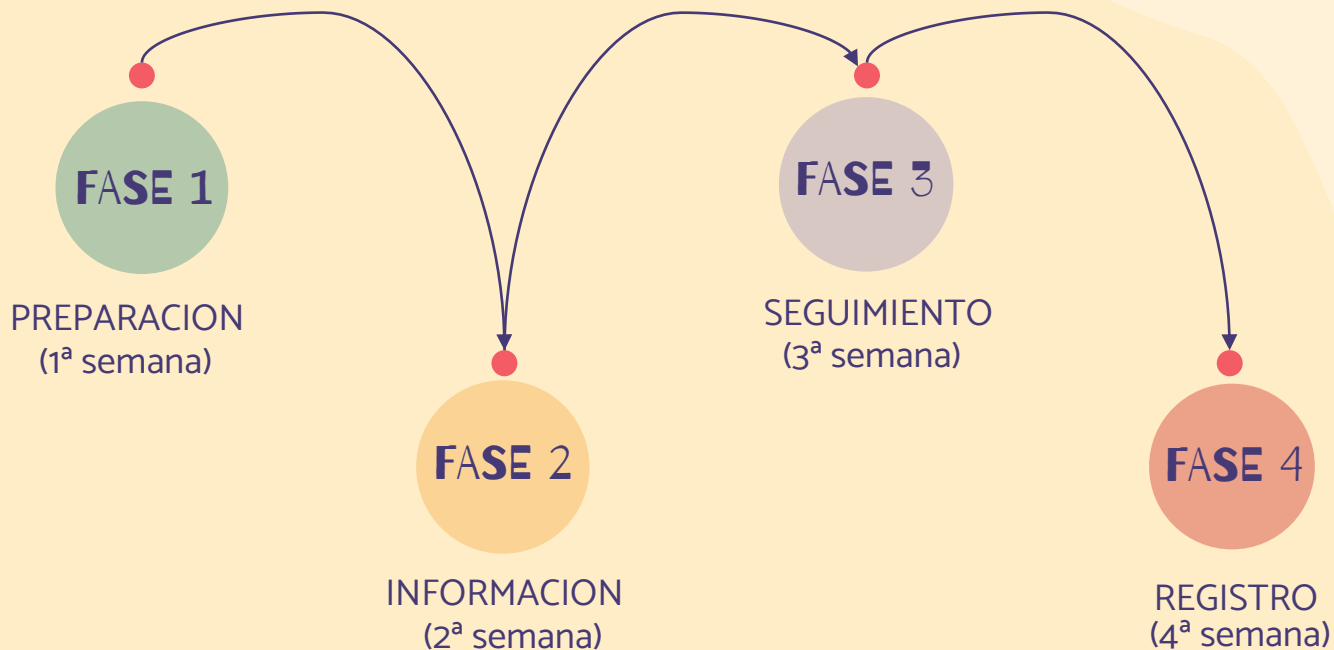 FASE 1
PREPARACION
(1ª semana)
FASE 2
INFORMACION
(2ª semana)
FASE 3
SEGUIMIENTO
(3ª semana)
FASE 4
REGISTRO
(4ª semana)